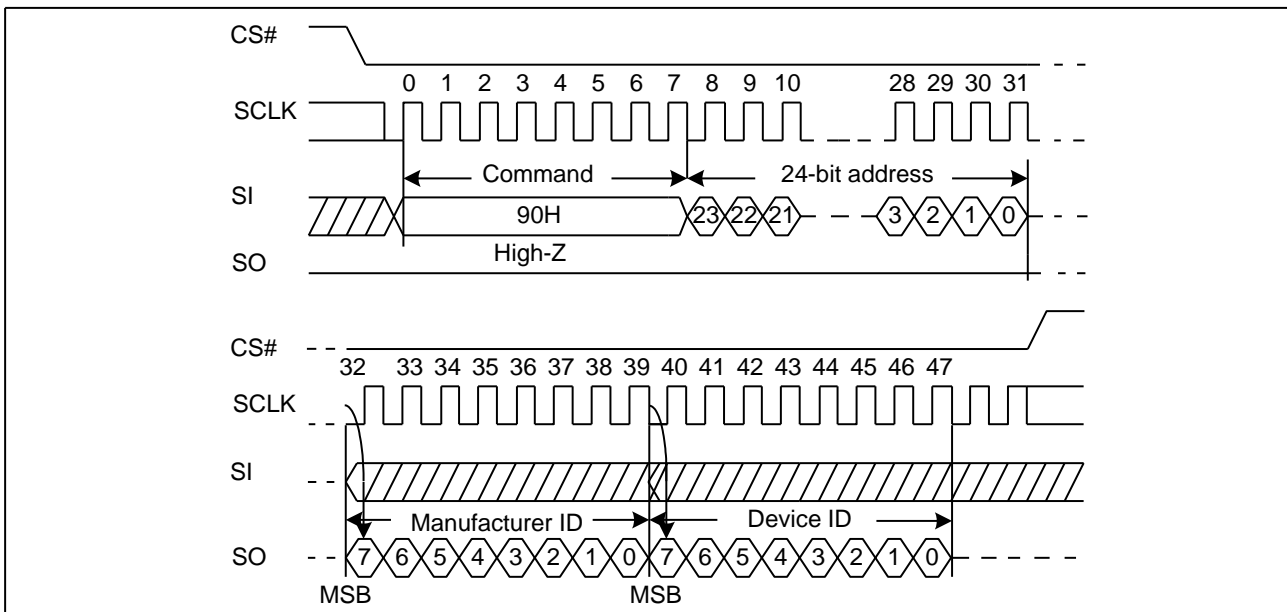 CS#
0 1 2 3 4 5 6 7 8 9 10 28 29 30 31
SCLK
Command 24-bit address
SI
90H 23 22 21 3 2 1 0
High-Z
SO
CS#
32 33 34 35 36 37 38 39 40 41 42 43 44 45 46 47
SCLK
SI
Manufacturer ID Device ID
SO 7 6 5 4 3 2 1 0 7 6 5 4 3 2 1 0
MSB MSB